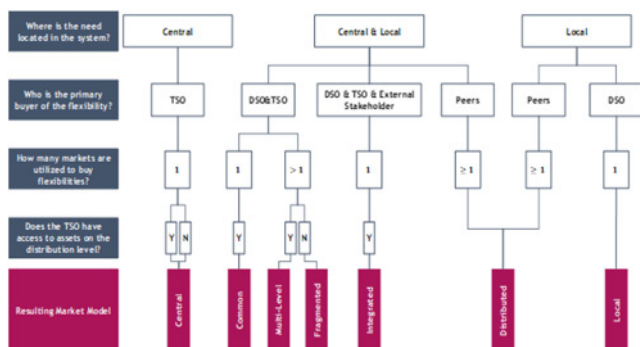 Where is the need
located in the system?
Central
Central & Local
Local
Who is the primary
buyer of the flexibility?
TSO
DSO&TSO
DSO & TSO & External
Stakeholder
Peers
Peers
DSO
How many markets are
utilized to buy
flexibilities?
1
1
> 1
1
≥ 1
≥ 1
1
Does the TSO have
access to assets on the
distribution level?
Y
N
Y
Y
N
Y
Resulting Market Model
Central
Common
Multi-Level
Fragmented
Integrated
Distributed
Local